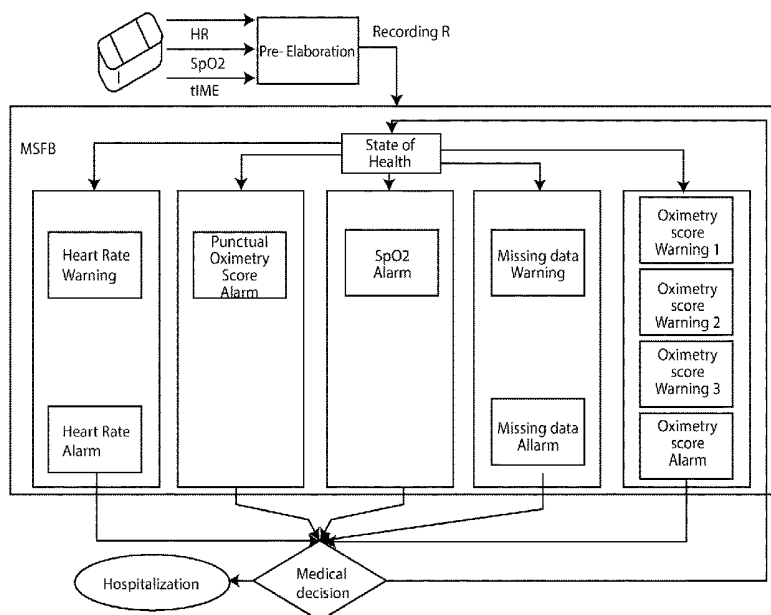 HR
SpO2
tIME
Pre- Elaboration
Recording R
MSFB
State of
Health
Heart Rate
Warning
Heart Rate
Alarm
Punctual
Oximetry
Score
Alarm
SpO2
Alarm
Missing data
Warning
Missing data
Allarm
Oximetry
score
Warning 1
Oximetry
score
Warning 2
Oximetry
score
Warning 3
Oximetry
score
Alarm
Hospitalization
Medical
decision